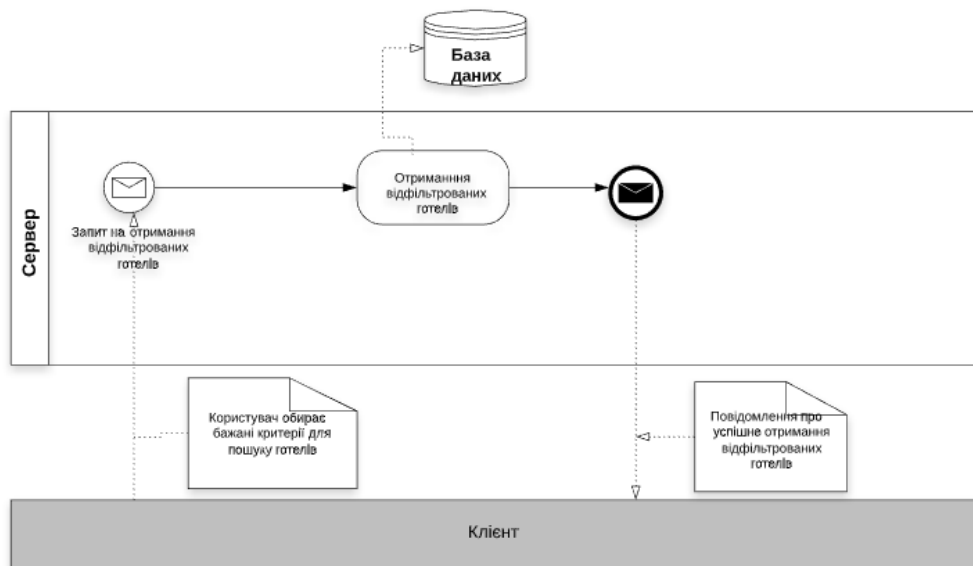 База
даних
Сервер
Запит на отримання
відфільтрованих
готелів
Отриманння
відфільтрованих
готелів
Користувач обирає
бажані критерії для
пошуку готелів
Повідомлення про
успішне отримання
відфільтрованих
готелів
Клієнт